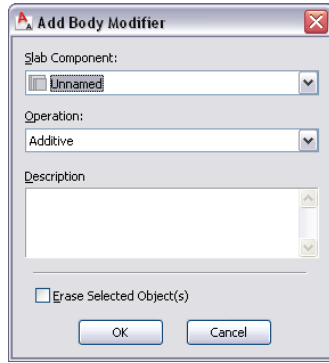 Add Body Modifier
Slab Component:
Unnamed
Operation:
Additive
Description
Erase Selected Object(s)
OK Cancel